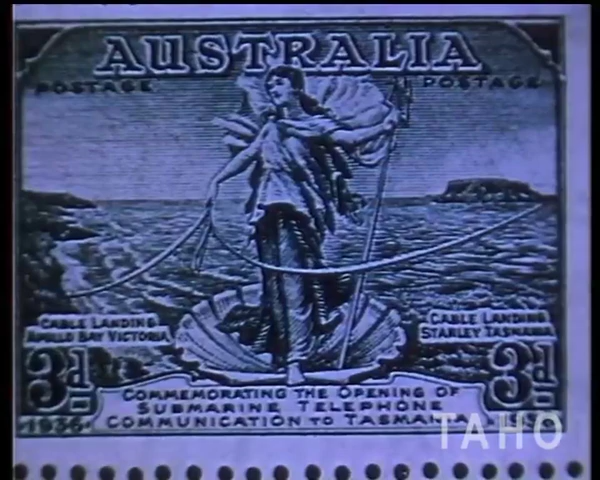 AUSTRALIA
POSTAGE POSTAGE
CABLE LANDING
APOLLO BAY VICTORIA
CABLE LANDING
STANLEY TASMANIA
3d. 3d.
COMMEMORATING THE OPENING OF
SUBMARINE TELEPHONE
COMMUNICATION TO TASMANIA
1936
TAHO